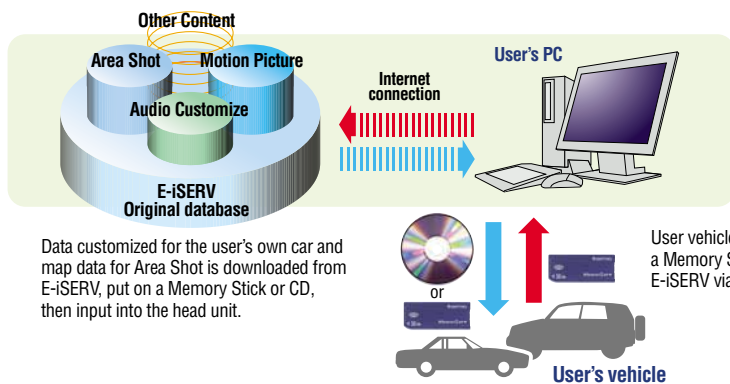 Other Content
Area Shot
Motion Picture
Audio Customize
E-iSERV
Original database
Internet
connection
User's PC
Data customized for the user's own car and
map data for Area Shot is downloaded from
E-iSERV, put on a Memory Stick or CD,
then input into the head unit.
or
User vehicle
a Memory S
E-iSERV via
User's vehicle